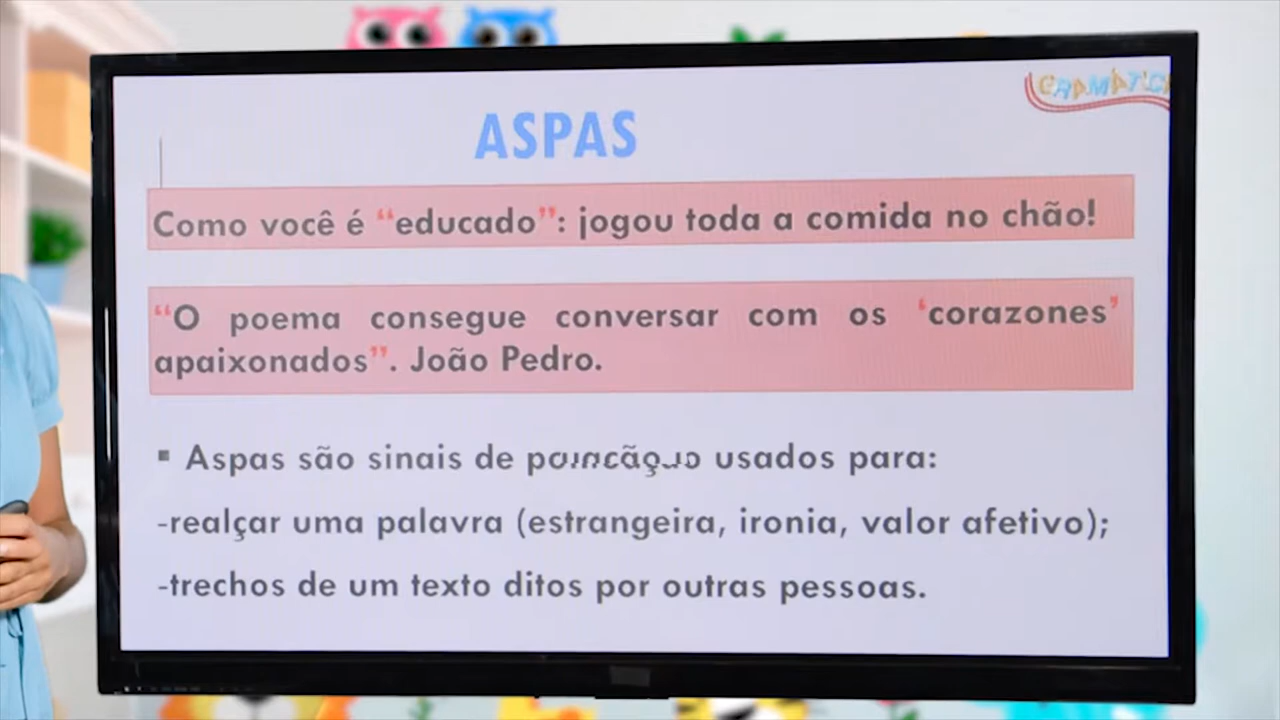 GRAMÁTICA
ASPAS
Como você é “educado”: jogou toda a comida no chão!
“O poema consegue conversar com os ‘corazones’
apaixonados”. João Pedro.
▪ Aspas são sinais de usados para:
-realçar uma palavra (estrangeira, ironia, valor afetivo);
-trechos de um texto ditos por outras pessoas.